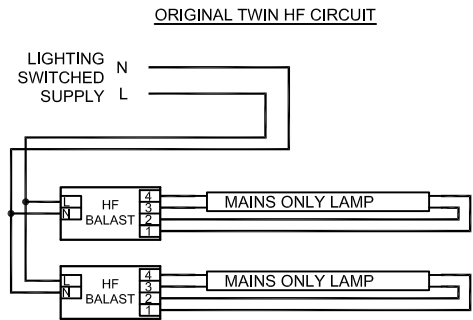 ORIGINAL TWIN HF CIRCUIT
LIGHTING N
SWITCHED
SUPPLY L
L HF 4 MAINS ONLY LAMP
N BALAST 3
2
1
L HF 4 MAINS ONLY LAMP
N BALAST 3
2
1